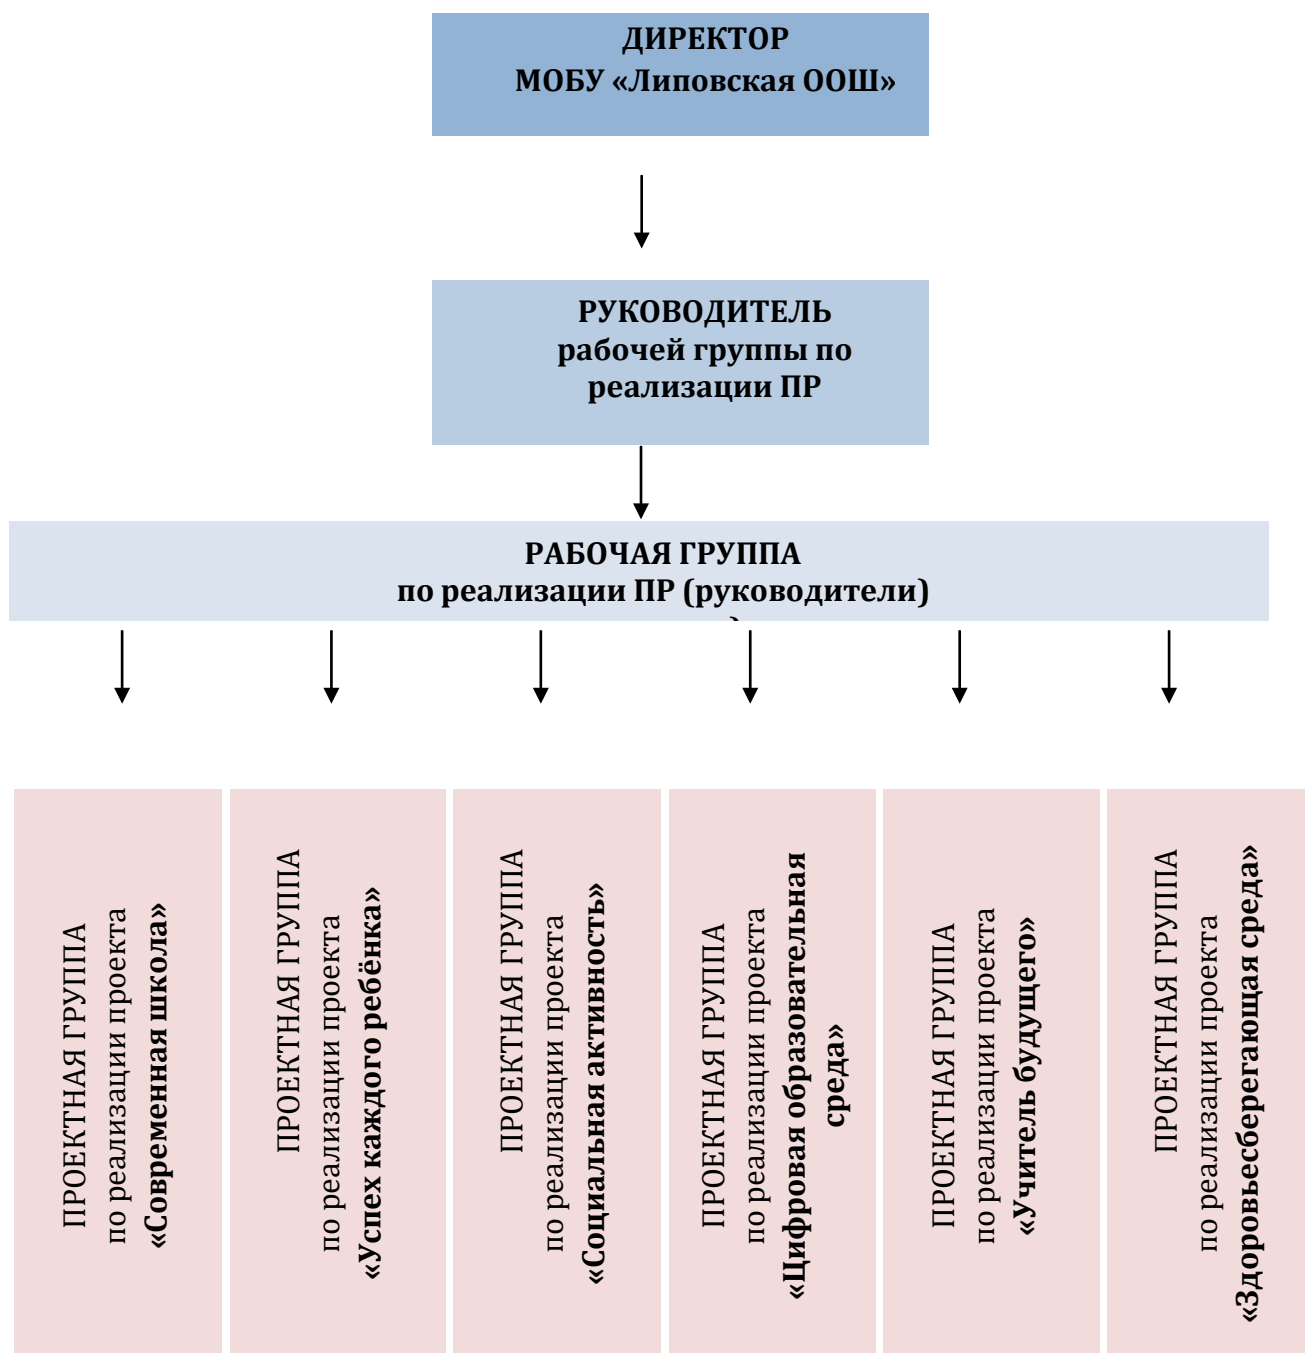 ДИРЕКТОР
МОБУ «Липовская ООШ»
РУКОВОДИТЕЛЬ
рабочей группы по
реализации ПР
РАБОЧАЯ ГРУППА
по реализации ПР (руководители)
ПРОЕКТНАЯ ГРУППА
по реализации проекта
«Современная школа»
ПРОЕКТНАЯ ГРУППА
по реализации проекта
«Успех каждого ребёнка»
ПРОЕКТНАЯ ГРУППА
по реализации проекта
«Социальная активность»
ПРОЕКТНАЯ ГРУППА
по реализации проекта
«Цифровая образовательная
среда»
ПРОЕКТНАЯ ГРУППА
по реализации проекта
«Учитель будущего»
ПРОЕКТНАЯ ГРУППА
по реализации проекта
«Здоровьесберегающая среда»